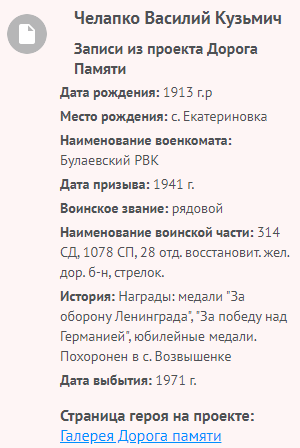 Челапко Василий Кузьмич
Записи из проекта Дорога
Памяти
Дата рождения: 1913 г.р
Место рождения: с. Екатериновка
Наименование военкомата:
Булаевский РВК
Дата призыва: 1941 г.
Воинское звание: рядовой
Наименование воинской части: 314
СД, 1078 СП, 28 отд. восстановит. жел.
дор. б-н, стрелок.
История: Награды: медали "За
оборону Ленинграда", "За победу над
Германией", юбилейные медали.
Похоронен в с. Возвышенке
Дата выбытия: 1971 г.
Страница героя на проекте:
Галерея Дорога памяти